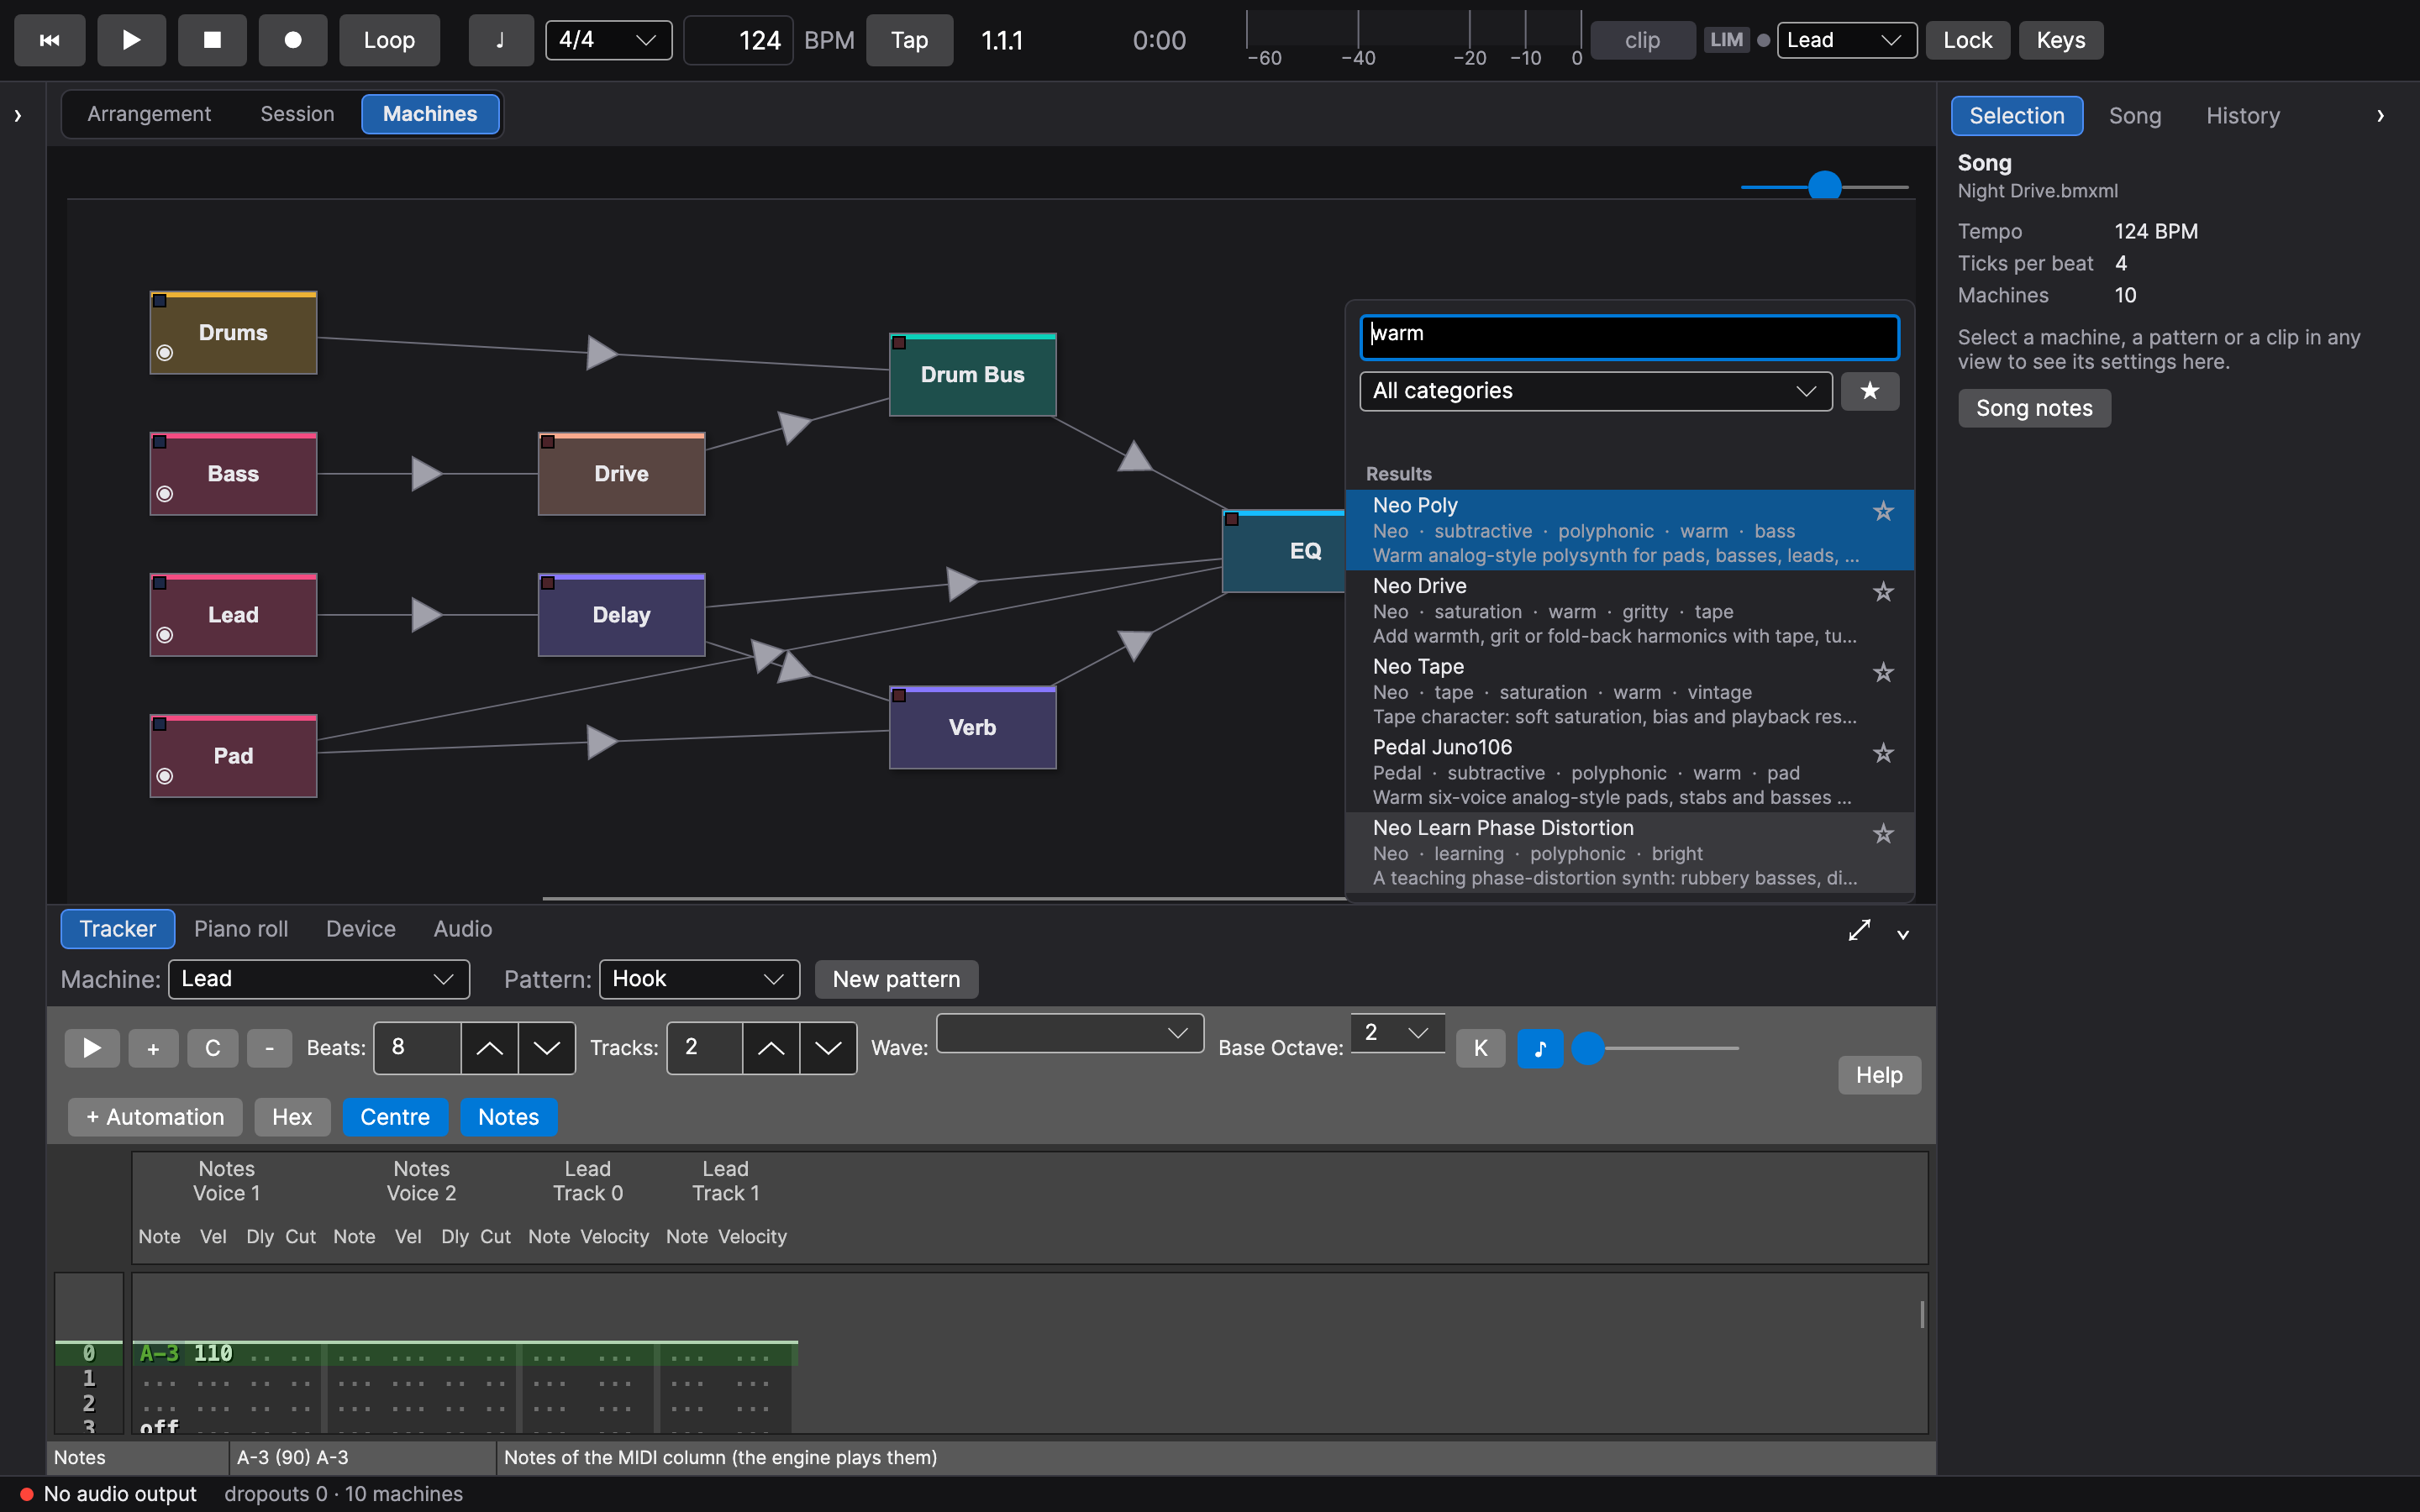 Loop
4/4
124 BPM
Tap
1.1.1
0:00
-60 -40 -20 -10 0
clip
LIM
Lead
Lock
Keys
Arrangement
Session
Machines
Selection
Song
History
Song
Night Drive.bmxml
Tempo 124 BPM
Ticks per beat 4
Machines 10
Select a machine, a pattern or a clip in any
view to see its settings here.
Song notes
Drums
Bass
Lead
Pad
Drive
Delay
Drum Bus
Verb
EQ
warm
All categories
Results
Neo Poly
Neo · subtractive · polyphonic · warm · bass
Warm analog-style polysynth for pads, basses, leads, ...
Neo Drive
Neo · saturation · warm · gritty · tape
Add warmth, grit or fold-back harmonics with tape, tu...
Neo Tape
Neo · tape · saturation · warm · vintage
Tape character: soft saturation, bias and playback res...
Pedal Juno106
Pedal · subtractive · polyphonic · warm · pad
Warm six-voice analog-style pads, stabs and basses ...
Neo Learn Phase Distortion
Neo · learning · polyphonic · bright
A teaching phase-distortion synth: rubbery basses, di...
Tracker
Piano roll
Device
Audio
Machine: Lead
Pattern: Hook
New pattern
+ C -
Beats: 8
Tracks: 2
Wave:
Base Octave: 2
K
Help
+ Automation
Hex
Centre
Notes
Notes Notes Lead Lead
Voice 1 Voice 2 Track 0 Track 1
Note Vel Dly Cut Note Vel Dly Cut Note Velocity Note Velocity
0 A-3 110 .. .. ... ... .. .. ... ... ... ...
1 ... ... .. .. ... ... .. .. ... ... ... ...
2 ... ... .. .. ... ... .. .. ... ... ... ...
3 off
Notes
A-3 (90) A-3
Notes of the MIDI column (the engine plays them)
No audio output
dropouts 0 · 10 machines